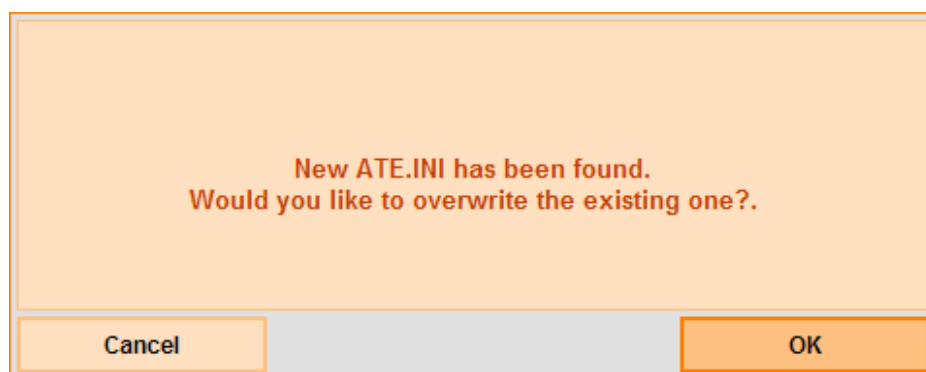 New ATE.INI has been found.
Would you like to overwrite the existing one?.
Cancel
OK